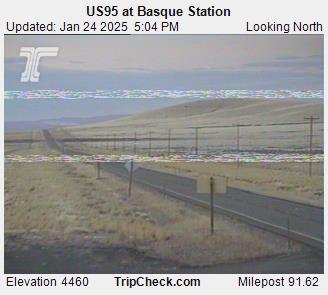 US95 at Basque Station
Updated: Jan 24 2025  5:04 PM Looking North
Elevation 4460 TripCheck.com Milepost 91.62